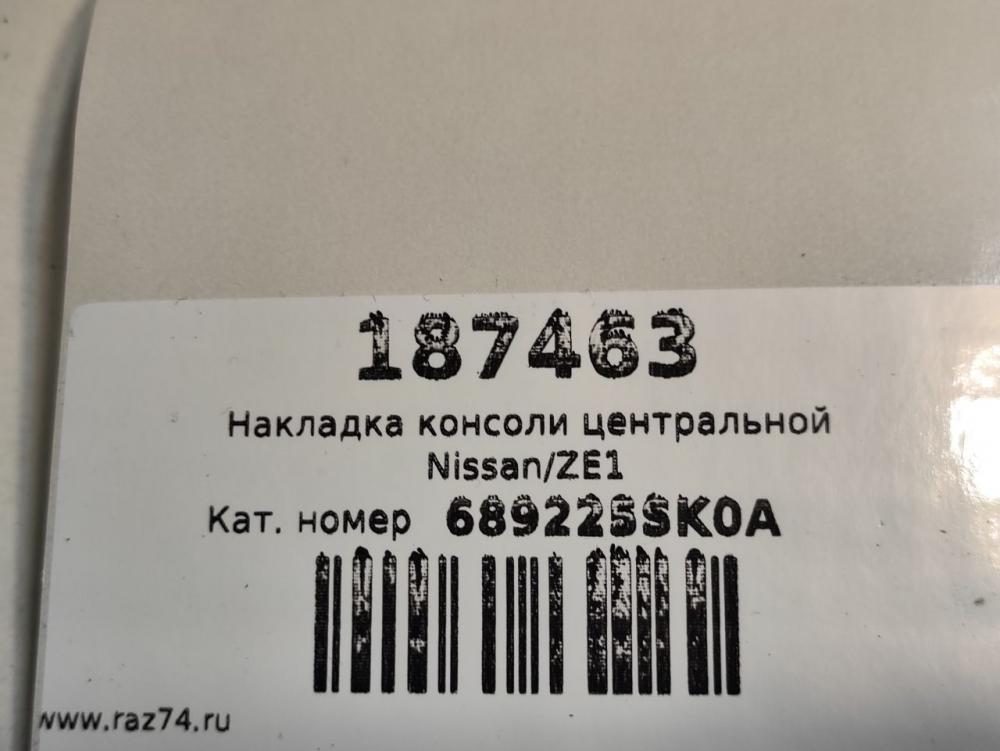 187463
Накладка консоли центральной
Nissan/ZE1
Кат. номер 689225SK0A
www.raz74.ru